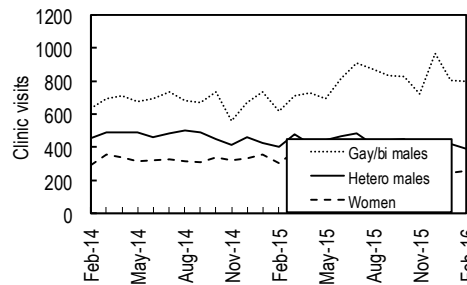 1200
1000
800
600
400
200
0
Clinic visits
Gay/bi males
Hetero males
Women
Feb-14
May-14
Aug-14
Nov-14
Feb-15
May-15
Aug-15
Nov-15